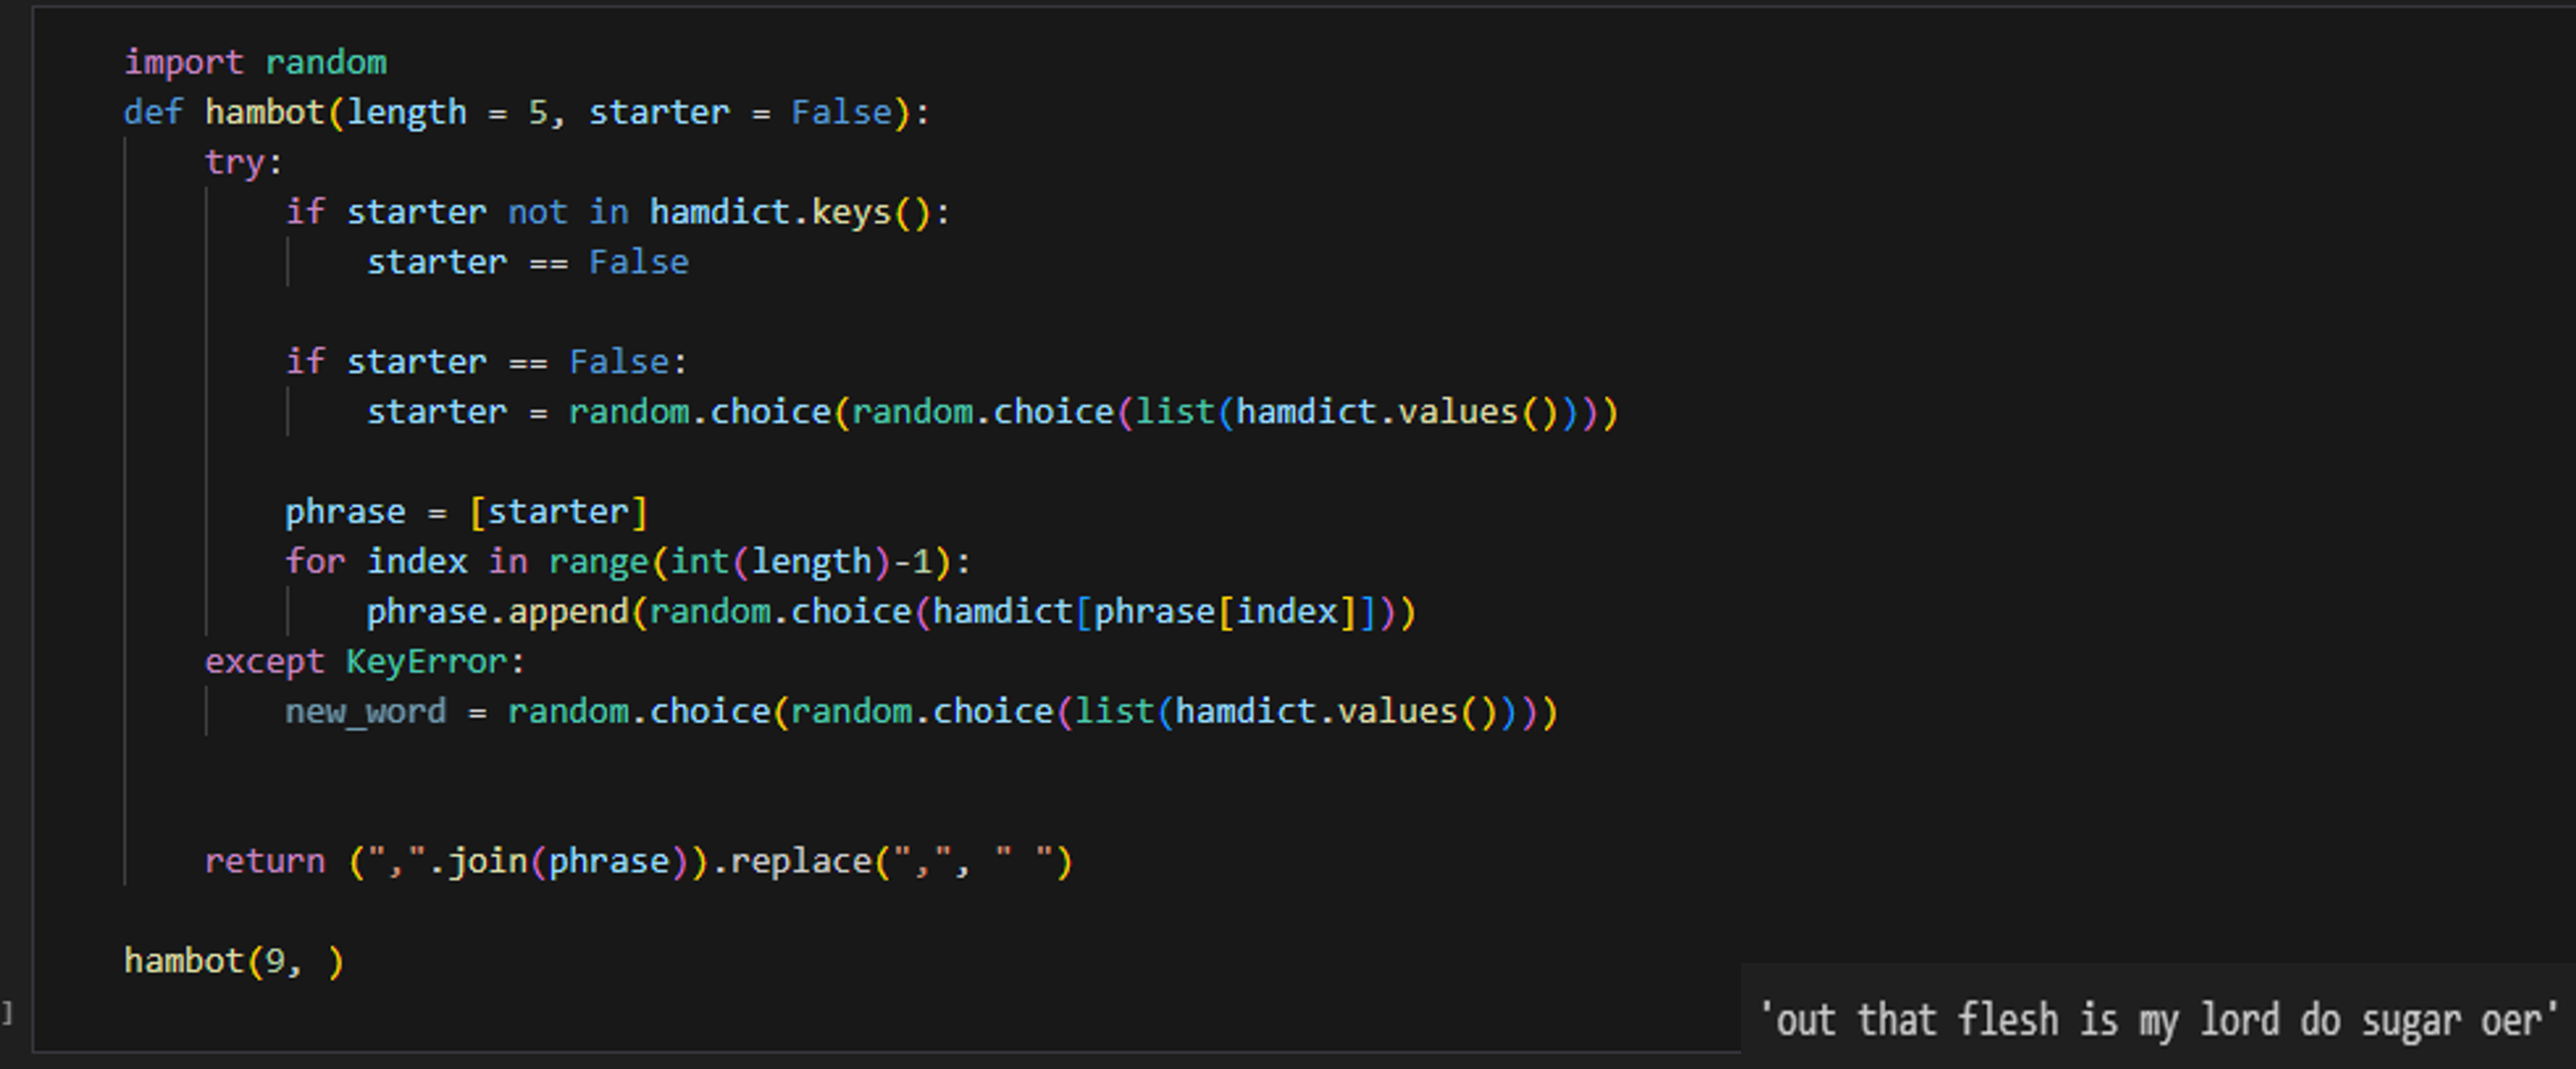 import random
def hambot(length = 5, starter = False):
    try:
        if starter not in hamdict.keys():
            starter == False
        if starter == False:
            starter = random.choice(random.choice(list(hamdict.values())))
        phrase = [starter]
        for index in range(int(length)-1):
            phrase.append(random.choice(hamdict[phrase[index]]))
    except KeyError:
        new_word = random.choice(random.choice(list(hamdict.values())))
    return (",".join(phrase)).replace(",", " ")
hambot(9, )
]
'out that flesh is my lord do sugar oer'